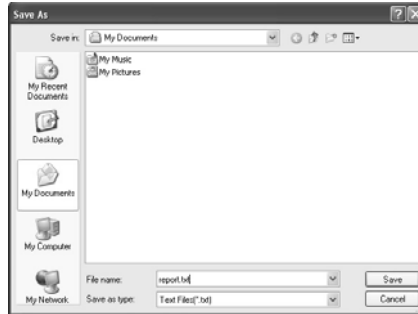 Save As
Save in: My Documents
My Music
My Pictures
My Recent
Documents
Desktop
My Documents
My Computer
My Network
File name: report.txt Save
Save as type: Text Files(*.txt) Cancel